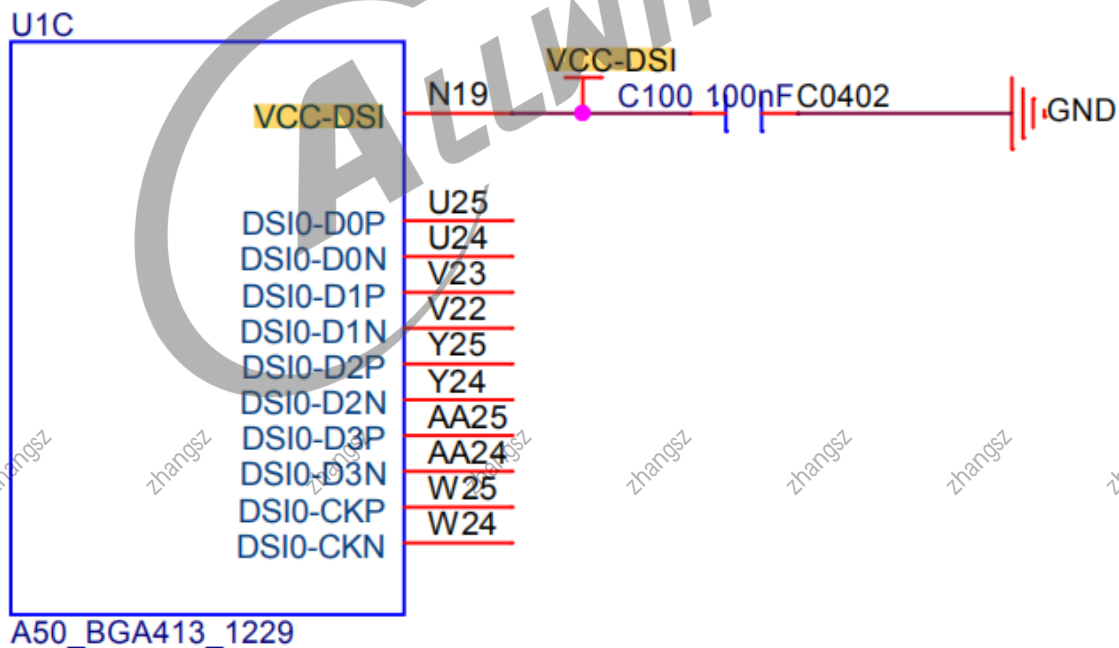 U1C
VCC-DSI
VCC-DSI N19 C100 100nF C0402 GND
DSI0-D0P U25
DSI0-D0N U24
DSI0-D1P V23
DSI0-D1N V22
DSI0-D2P Y25
DSI0-D2N Y24
DSI0-D3P AA25
DSI0-D3N AA24
DSI0-CKP W25
DSI0-CKN W24
zhangsz zhangsz zhangsz zhangsz zhangsz zhangsz zhangsz
A50_BGA413_1229